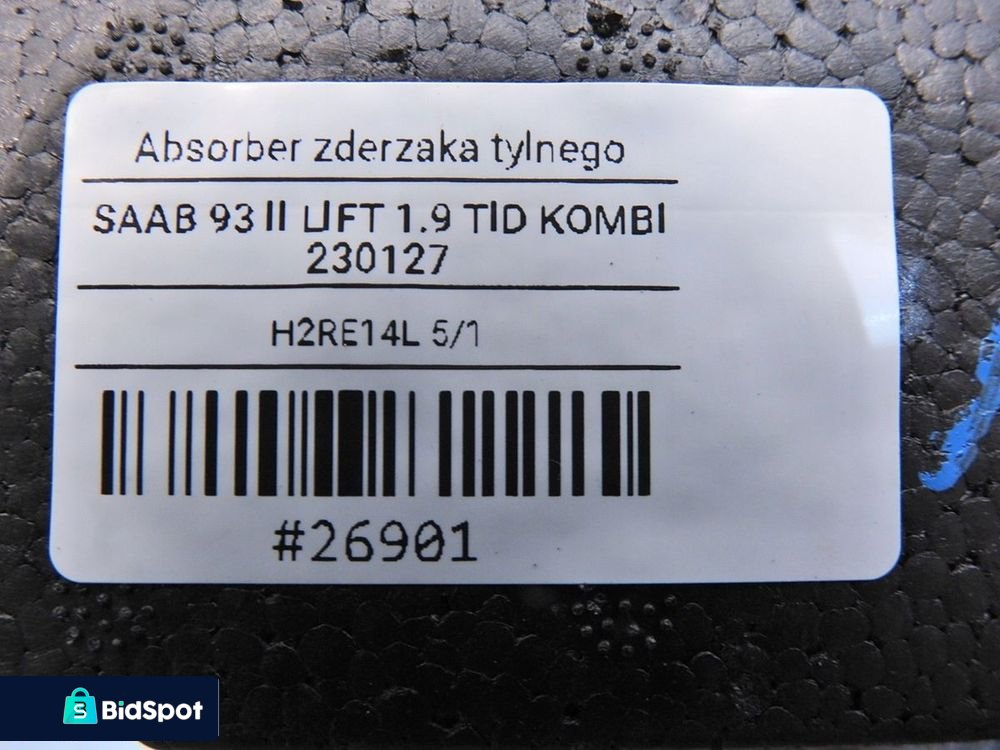 Absorber zderzaka tylnego
SAAB 93 II LIFT 1.9 TID KOMBI
230127
H2RE14L 5/1
#26901
S BidSpot